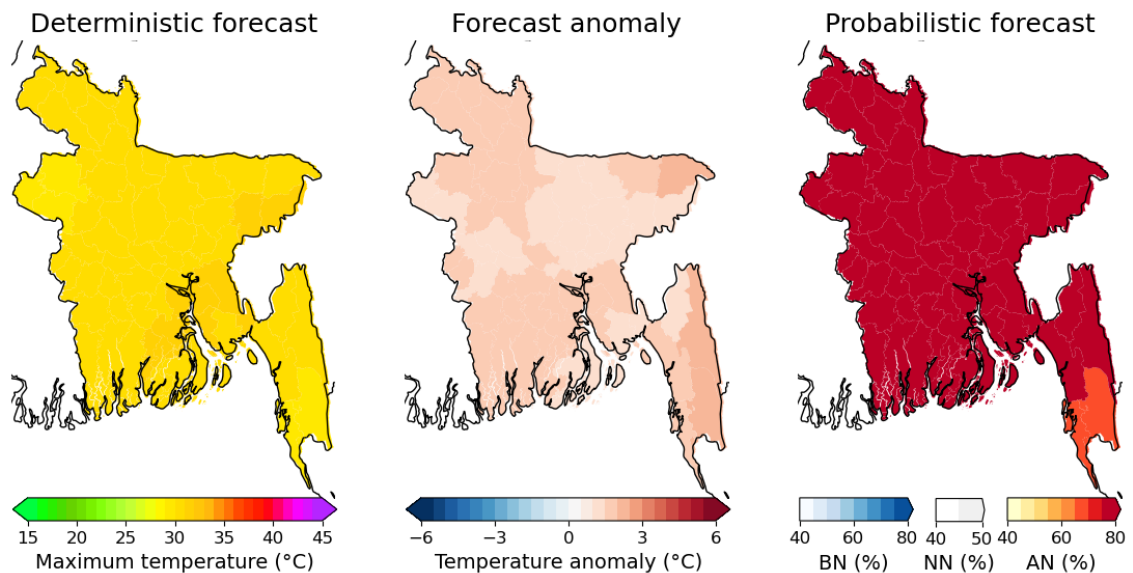 Deterministic forecast
Forecast anomaly
Probabilistic forecast
15 20 25 30 35 40 45
Maximum temperature (°C)
−6 −3 0 3 6
Temperature anomaly (°C)
40 60 80
BN (%)
40 50
NN (%)
40 60 80
AN (%)